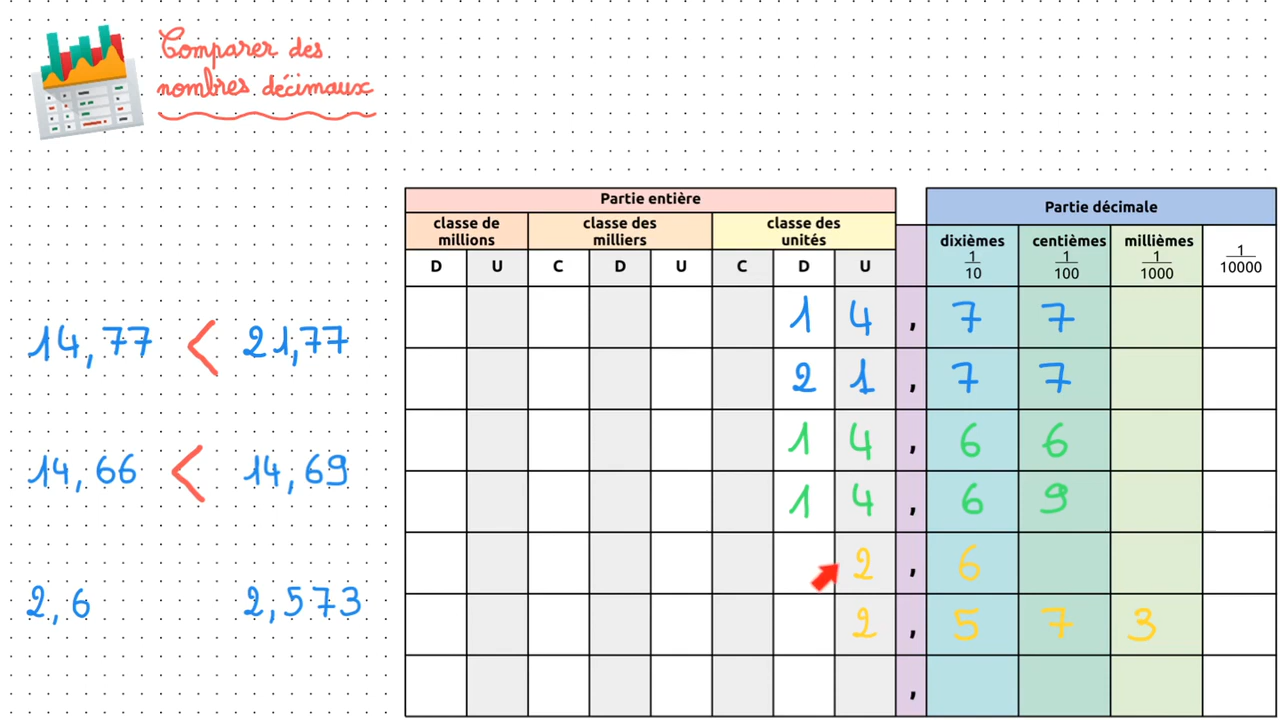 Comparer des
nombres décimaux
Partie entière
Partie décimale
classe de
millions
classe des
milliers
classe des
unités
dixièmes
1
10
centièmes
1
100
millièmes
1
1000
1
10000
D U C D U C D U
1 4 , 7 7
2 1 , 7 7
1 4 , 6 6
1 4 , 6 9
2 , 6
2 , 5 7 3
,
14,77 < 21,77
14,66 < 14,69
2,6 2,573